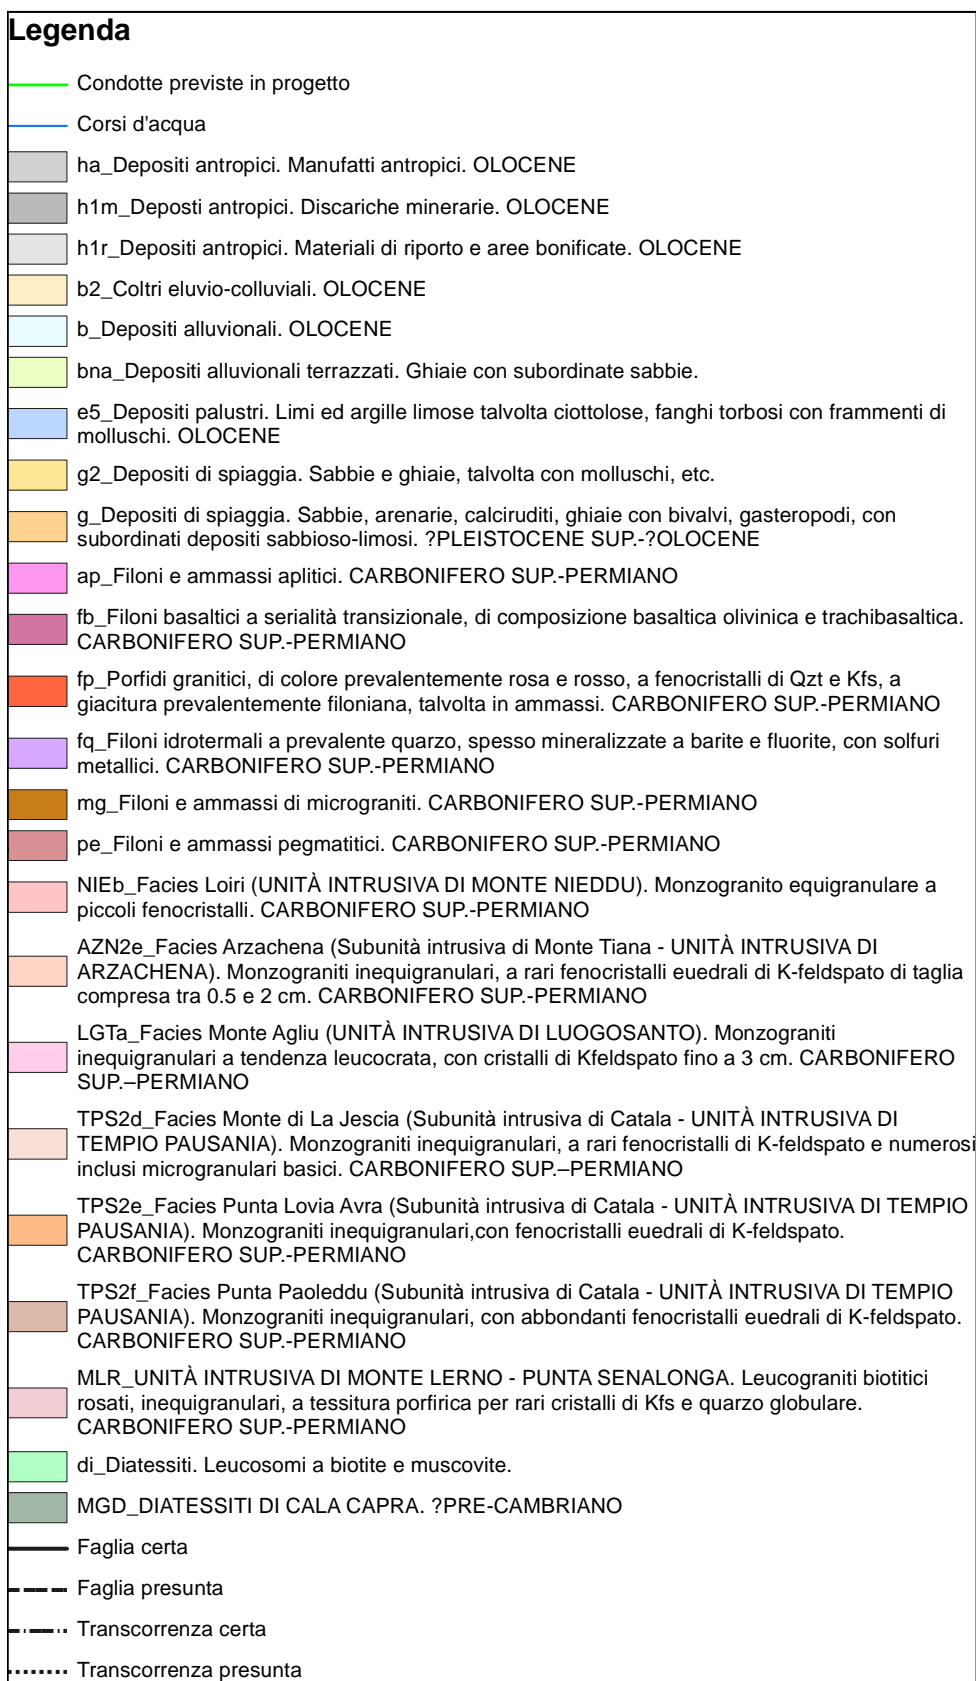 Legenda
Condotte previste in progetto
Corsi d'acqua
ha_Depositi antropici. Manufatti antropici. OLOCENE
h1m_Deposti antropici. Discariche minerarie. OLOCENE
h1r_Depositi antropici. Materiali di riporto e aree bonificate. OLOCENE
b2_Coltri eluvio-colluviali. OLOCENE
b_Depositi alluvionali. OLOCENE
bna_Depositi alluvionali terrazzati. Ghiaie con subordinate sabbie.
e5_Depositi palustri. Limi ed argille limose talvolta ciottolose, fanghi torbosi con frammenti di
molluschi. OLOCENE
g2_Depositi di spiaggia. Sabbie e ghiaie, talvolta con molluschi, etc.
g_Depositi di spiaggia. Sabbie, arenarie, calciruditi, ghiaie con bivalvi, gasteropodi, con
subordinati depositi sabbioso-limosi. ?PLEISTOCENE SUP.-?OLOCENE
ap_Filoni e ammassi aplitici. CARBONIFERO SUP.-PERMIANO
fb_Filoni basaltici a serialità transizionale, di composizione basaltica olivinica e trachibasaltica.
CARBONIFERO SUP.-PERMIANO
fp_Porfidi granitici, di colore prevalentemente rosa e rosso, a fenocristalli di Qzt e Kfs, a
giacitura prevalentemente filoniana, talvolta in ammassi. CARBONIFERO SUP.-PERMIANO
fq_Filoni idrotermali a prevalente quarzo, spesso mineralizzate a barite e fluorite, con solfuri
metallici. CARBONIFERO SUP.-PERMIANO
mg_Filoni e ammassi di microgranití. CARBONIFERO SUP.-PERMIANO
pe_Filoni e ammassi pegmatitici. CARBONIFERO SUP.-PERMIANO
NIEb_Facies Loiri (UNITÀ INTRUSIVA DI MONTE NIEDDU). Monzogranito equigranulare a
piccoli fenocristalli. CARBONIFERO SUP.-PERMIANO
AZN2e_Facies Arzachena (Subunità intrusiva di Monte Tiana - UNITÀ INTRUSIVA DI
ARZACHENA). Monzograniti inequigranulari, a rari fenocristalli euedrali di K-feldspato di taglia
compresa tra 0.5 e 2 cm. CARBONIFERO SUP.-PERMIANO
LGTa_Facies Monte Agliu (UNITÀ INTRUSIVA DI LUOGOSANTO). Monzograniti
inequigranulari a tendenza leucocrata, con cristalli di Kfeldspato fino a 3 cm. CARBONIFERO
SUP.–PERMIANO
TPS2d_Facies Monte di La Jescia (Subunità intrusiva di Catala - UNITÀ INTRUSIVA DI
TEMPIO PAUSANIA). Monzograniti inequigranulari, a rari fenocristalli di K-feldspato e numerosi
inclusi microgranulari basici. CARBONIFERO SUP.–PERMIANO
TPS2e_Facies Punta Lovia Avra (Subunità intrusiva di Catala - UNITÀ INTRUSIVA DI TEMPIO
PAUSANIA). Monzograniti inequigranulari,con fenocristalli euedrali di K-feldspato.
CARBONIFERO SUP.-PERMIANO
TPS2f_Facies Punta Paoleddu (Subunità intrusiva di Catala - UNITÀ INTRUSIVA DI TEMPIO
PAUSANIA). Monzograniti inequigranulari, con abbondanti fenocristalli euedrali di K-feldspato.
CARBONIFERO SUP.-PERMIANO
MLR_UNITÀ INTRUSIVA DI MONTE LERNO - PUNTA SENALONGA. Leucograniti biotitici
rosati, inequigranulari, a tessitura porfirica per rari cristalli di Kfs e quarzo globulare.
CARBONIFERO SUP.-PERMIANO
di_Diatessiti. Leucosomi a biotite e muscovite.
MGD_DIATESSITI DI CALA CAPRA. ?PRE-CAMBRIANO
Faglia certa
Faglia presunta
Transcorrenza certa
Transcorrenza presunta